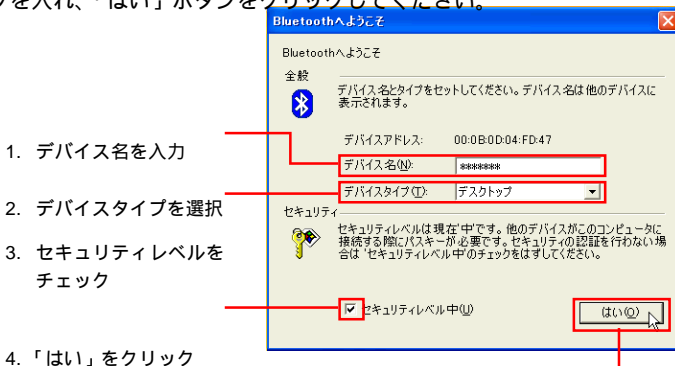 クを入れ、「はい」ボタンをクリックしてください。
Bluetoothへようこそ
Bluetoothへようこそ
全般
デバイス名とタイプをセットしてください。デバイス名は他のデバイスに
表示されます。
デバイスアドレス: 00:0B:0D:04:FD:47
1. デバイス名を入力
デバイス名(N): *******
デバイスタイプ(T): デスクトップ
2. デバイスタイプを選択
セキュリティ
セキュリティレベルは現在'中'です。他のデバイスがこのコンピュータに
接続する際にパスキーが必要です。セキュリティの認証を行わない場
合は'セキュリティレベル中'のチェックをはずしてください。
3. セキュリティレベルを
チェック
セキュリティレベル中(U)
はい(O)
4. 「はい」をクリック